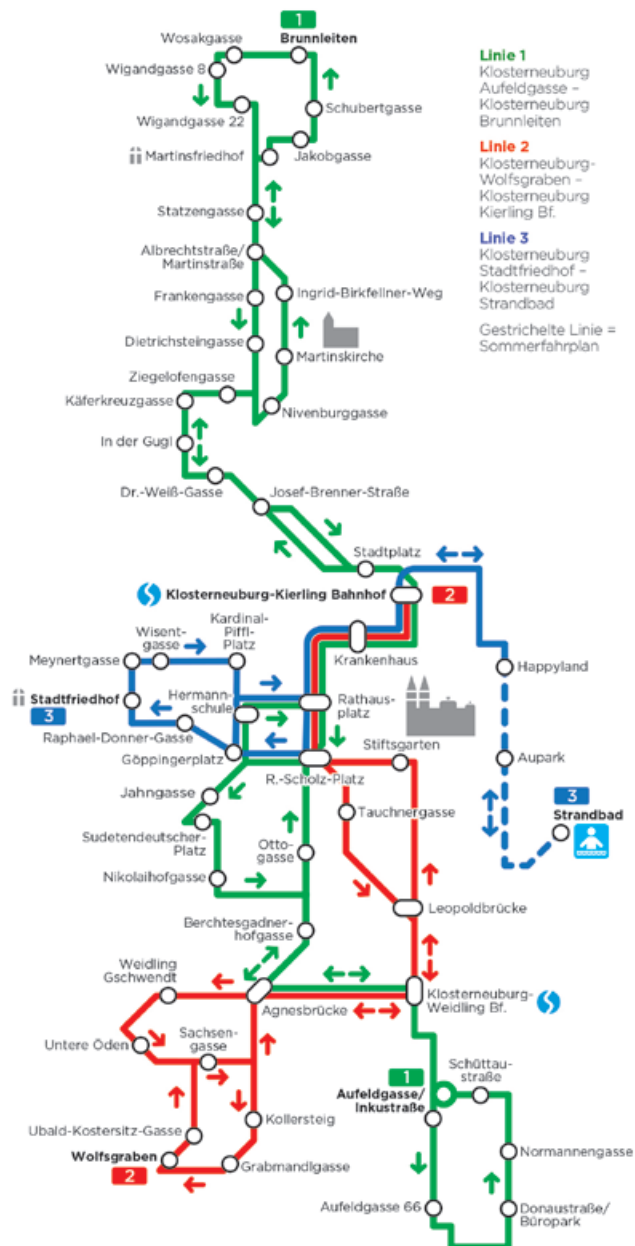 1
Wosakgasse
Brunnleiten
Wigandgasse 8
Schubertgasse
Wigandgasse 22
Martinsfriedhof
Jakobgasse
Statzengasse
Albrechtstraße/
Martinstraße
Ingrid-Birkfellner-Weg
Frankengasse
Dietrichsteingasse
Martinskirche
Ziegelofengasse
Käferkreuzgasse
Nivenburggasse
In der Gugl
Dr.-Weiß-Gasse
Josef-Brenner-Straße
Stadtplatz
Linie 1
Klosterneuburg
Aufeldgasse –
Klosterneuburg
Brunnleiten
Linie 2
Klosterneuburg-
Wolfsgraben –
Klosterneuburg
Kierling Bf.
Linie 3
Klosterneuburg
Stadtfriedhof –
Klosterneuburg
Strandbad
Gestrichelte Linie =
Sommerfahrplan
Klosterneuburg-Kierling Bahnhof
2
Kardinal-
Piffl-
Platz
Wisent-
gasse
Krankenhaus
Meynertgasse
Happyland
Hermann-
schule
Stadtfriedhof
3
Rathaus-
platz
Raphael-Donner-Gasse
Göppingerplatz
R.-Scholz-Platz
Stiftsgarten
Aupark
Jahngasse
Tauchnergasse
3
Strandbad
Sudetendeutscher-
Platz
Otto-
gasse
Nikolaihofgasse
Leopoldbrücke
Berchtesgadner-
hofgasse
Weidling
Gschwendt
Agnesbrücke
Klosterneuburg-
Weidling Bf.
Untere Öden
Sachsen-
gasse
Schüttau-
straße
1
Aufeldgasse/
Inkustraße
Kollersteig
Ubald-Kostersitz-Gasse
Wolfsgraben
2
Grabmandlgasse
Normannengasse
Aufeldgasse 66
Donaustraße/
Büropark